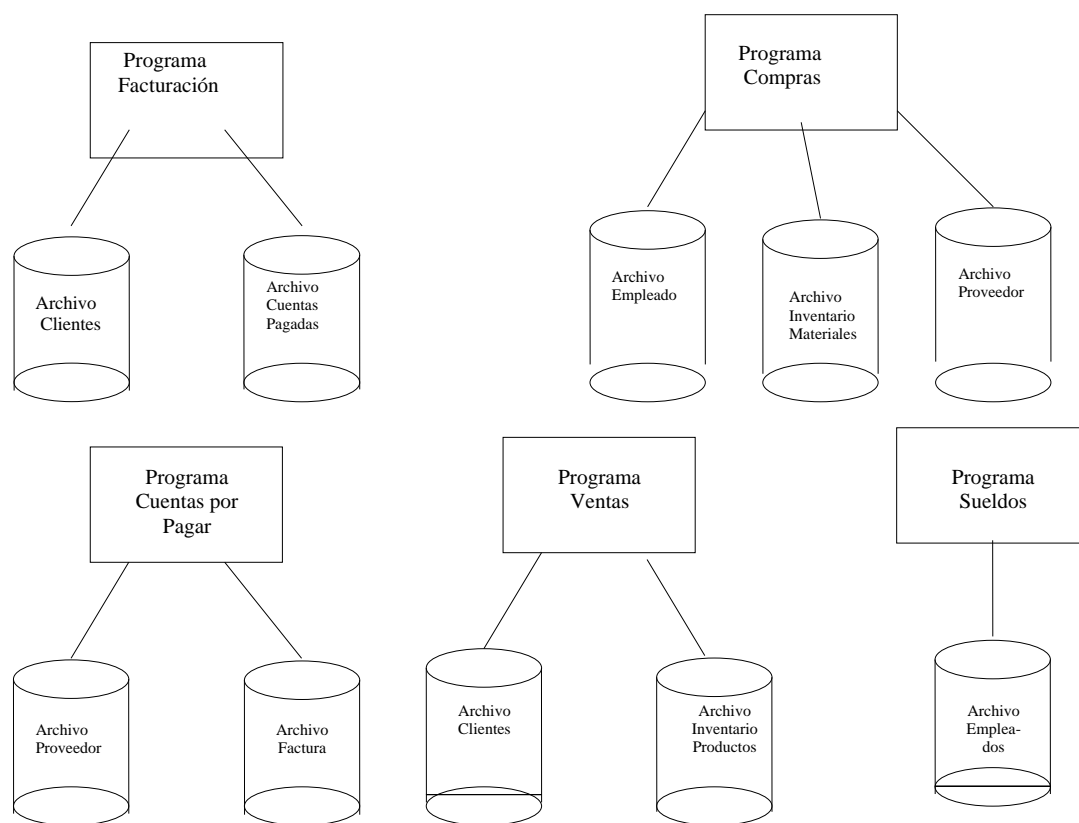 Programa
Facturación
Programa
Compras
Archivo
Clientes
Archivo
Cuentas
Pagadas
Archivo
Empleado
Archivo
Inventario
Materiales
Archivo
Proveedor
Programa
Cuentas por
Pagar
Programa
Ventas
Programa
Sueldos
Archivo
Proveedor
Archivo
Factura
Archivo
Clientes
Archivo
Inventario
Productos
Archivo
Emplea-
dos